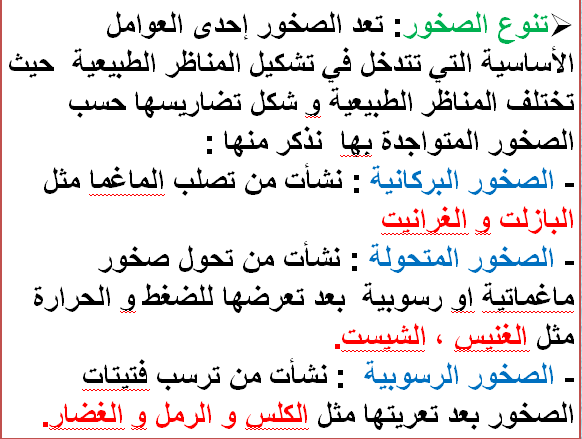 ➢تنوع الصخور: تعد الصخور إحدى العوامل
الأساسية التي تتدخل في تشكيل المناظر الطبيعية حيث
تختلف المناظر الطبيعية و شكل تضاريسها حسب
الصخور المتواجدة بها نذكر منها :
- الصخور البركانية : نشأت من تصلب الماغما مثل
البازلت و الغرانيت
- الصخور المتحولة : نشأت من تحول صخور
ماغماتية او رسوبية بعد تعرضها للضغط و الحرارة
مثل الغنيس ، الشيست.
- الصخور الرسوبية : نشأت من ترسب فتيتات
الصخور بعد تعريتها مثل الكلس و الرمل و الغضار.